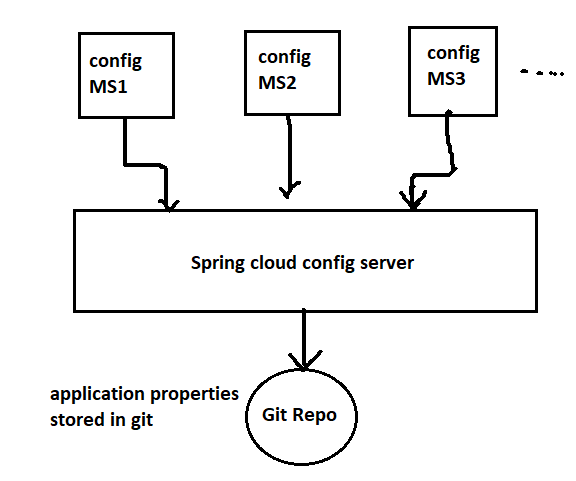 config
MS1
config
MS2
config
MS3
Spring cloud config server
application properties
stored in git
Git Repo